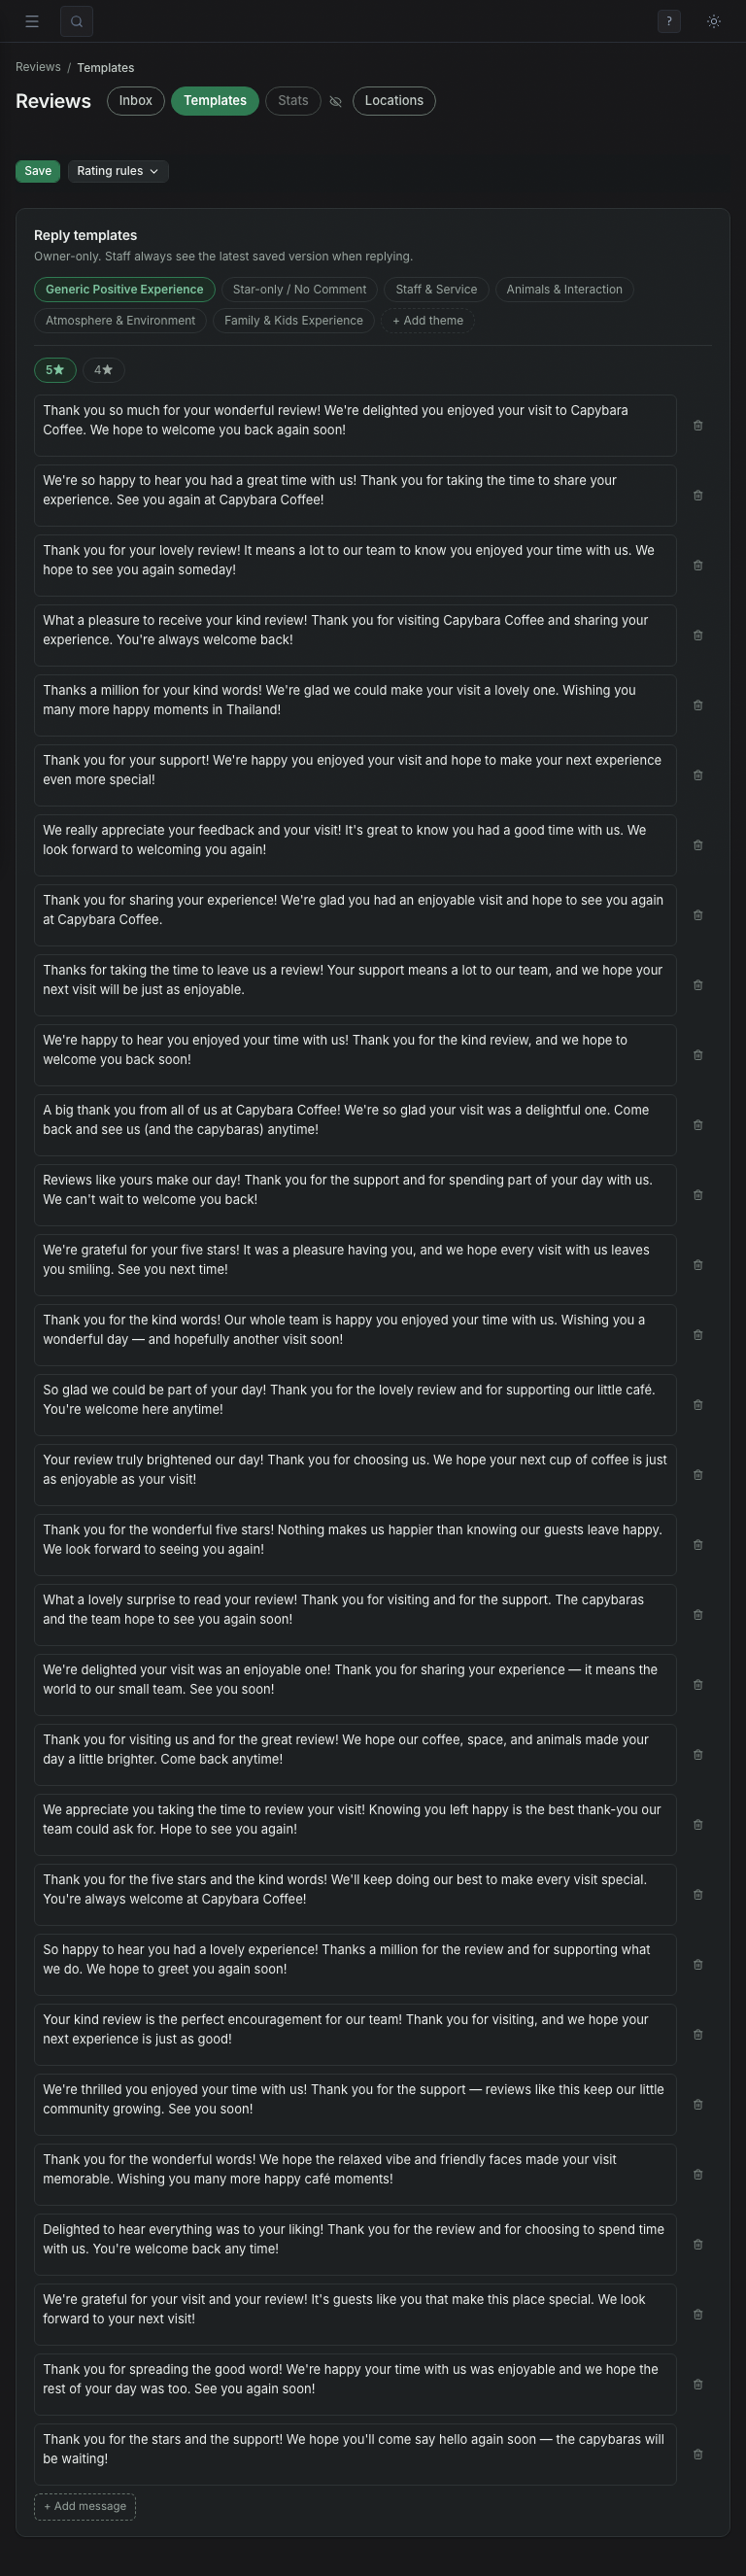 ?
Reviews / Templates
Reviews Inbox Templates Stats Locations
Save Rating rules
Reply templates
Owner-only. Staff always see the latest saved version when replying.
Generic Positive Experience Star-only / No Comment Staff & Service Animals & Interaction
Atmosphere & Environment Family & Kids Experience + Add theme
5★ 4★
Thank you so much for your wonderful review! We're delighted you enjoyed your visit to Capybara
Coffee. We hope to welcome you back again soon!
We're so happy to hear you had a great time with us! Thank you for taking the time to share your
experience. See you again at Capybara Coffee!
Thank you for your lovely review! It means a lot to our team to know you enjoyed your time with us. We
hope to see you again someday!
What a pleasure to receive your kind review! Thank you for visiting Capybara Coffee and sharing your
experience. You're always welcome back!
Thanks a million for your kind words! We're glad we could make your visit a lovely one. Wishing you
many more happy moments in Thailand!
Thank you for your support! We're happy you enjoyed your visit and hope to make your next experience
even more special!
We really appreciate your feedback and your visit! It's great to know you had a good time with us. We
look forward to welcoming you again!
Thank you for sharing your experience! We're glad you had an enjoyable visit and hope to see you again
at Capybara Coffee.
Thanks for taking the time to leave us a review! Your support means a lot to our team, and we hope your
next visit will be just as enjoyable.
We're happy to hear you enjoyed your time with us! Thank you for the kind review, and we hope to
welcome you back soon!
A big thank you from all of us at Capybara Coffee! We're so glad your visit was a delightful one. Come
back and see us (and the capybaras) anytime!
Reviews like yours make our day! Thank you for the support and for spending part of your day with us.
We can't wait to welcome you back!
We're grateful for your five stars! It was a pleasure having you, and we hope every visit with us leaves
you smiling. See you next time!
Thank you for the kind words! Our whole team is happy you enjoyed your time with us. Wishing you a
wonderful day — and hopefully another visit soon!
So glad we could be part of your day! Thank you for the lovely review and for supporting our little café.
You're welcome here anytime!
Your review truly brightened our day! Thank you for choosing us. We hope your next cup of coffee is just
as enjoyable as your visit!
Thank you for the wonderful five stars! Nothing makes us happier than knowing our guests leave happy.
We look forward to seeing you again!
What a lovely surprise to read your review! Thank you for visiting and for the support. The capybaras
and the team hope to see you again soon!
We're delighted your visit was an enjoyable one! Thank you for sharing your experience — it means the
world to our small team. See you soon!
Thank you for visiting us and for the great review! We hope our coffee, space, and animals made your
day a little brighter. Come back anytime!
We appreciate you taking the time to review your visit! Knowing you left happy is the best thank-you our
team could ask for. Hope to see you again!
Thank you for the five stars and the kind words! We'll keep doing our best to make every visit special.
You're always welcome at Capybara Coffee!
So happy to hear you had a lovely experience! Thanks a million for the review and for supporting what
we do. We hope to greet you again soon!
Your kind review is the perfect encouragement for our team! Thank you for visiting, and we hope your
next experience is just as good!
We're thrilled you enjoyed your time with us! Thank you for the support — reviews like this keep our little
community growing. See you soon!
Thank you for the wonderful words! We hope the relaxed vibe and friendly faces made your visit
memorable. Wishing you many more happy café moments!
Delighted to hear everything was to your liking! Thank you for the review and for choosing to spend time
with us. You're welcome back any time!
We're grateful for your visit and your review! It's guests like you that make this place special. We look
forward to your next visit!
Thank you for spreading the good word! We're happy your time with us was enjoyable and we hope the
rest of your day was too. See you again soon!
Thank you for the stars and the support! We hope you'll come say hello again soon — the capybaras will
be waiting!
+ Add message